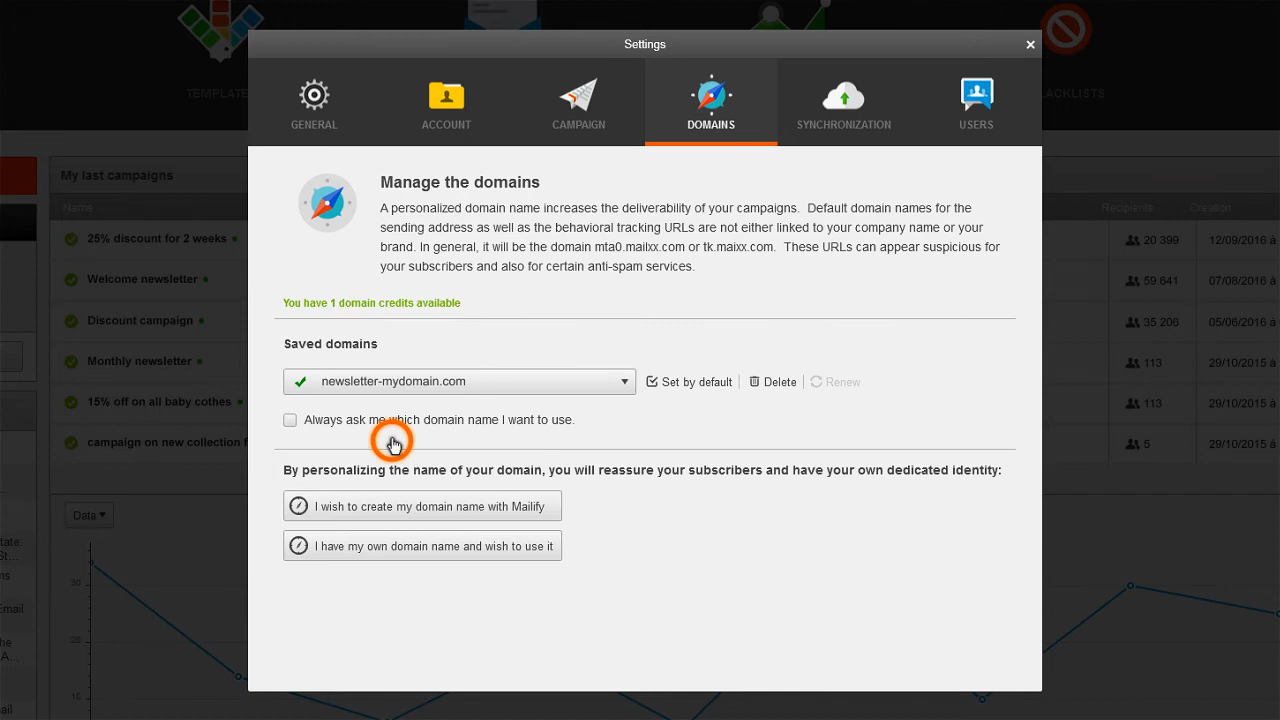 TEMPLATE
LACKLISTS
Settings
GENERAL
ACCOUNT
CAMPAIGN
DOMAINS
SYNCHRONIZATION
USERS
Manage the domains
A personalized domain name increases the deliverability of your campaigns. Default domain names for the
sending address as well as the behavioral tracking URLs are not either linked to your company name or your
brand. In general, it will be the domain mta0.mailxx.com or tk.maixx.com. These URLs can appear suspicious for
your subscribers and also for certain anti-spam services.
You have 1 domain credits available
Saved domains
newsletter-mydomain.com
Set by default
Delete
Renew
Always ask me which domain name I want to use.
By personalizing the name of your domain, you will reassure your subscribers and have your own dedicated identity:
I wish to create my domain name with Mailify
I have my own domain name and wish to use it
My last campaigns
Name
Recipients
Creation
25% discount for 2 weeks
20 399
12/09/2016 á
Welcome newsletter
59 641
07/08/2016 á
Discount campaign
35 206
05/06/2016 á
Monthly newsletter
113
29/10/2015 á
15% off on all baby cothes
113
29/10/2015 á
campaign on new collection f
5
29/10/2015 á
Data
30
20
10
state:
St...
ms
Email
the
A...
ail